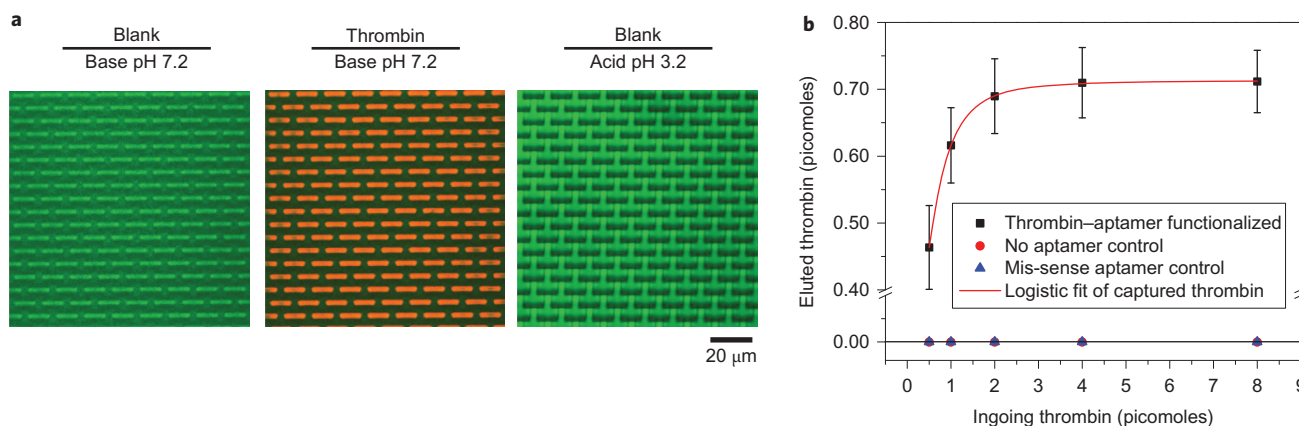 a
Blank
Base pH 7.2
Thrombin
Base pH 7.2
Blank
Acid pH 3.2
20 μm
b
Eluted thrombin (picomoles)
0.80
0.70
0.60
0.50
0.40
0.00
Thrombin–aptamer functionalized
No aptamer control
Mis-sense aptamer control
Logistic fit of captured thrombin
0 1 2 3 4 5 6 7 8 9
Ingoing thrombin (picomoles)